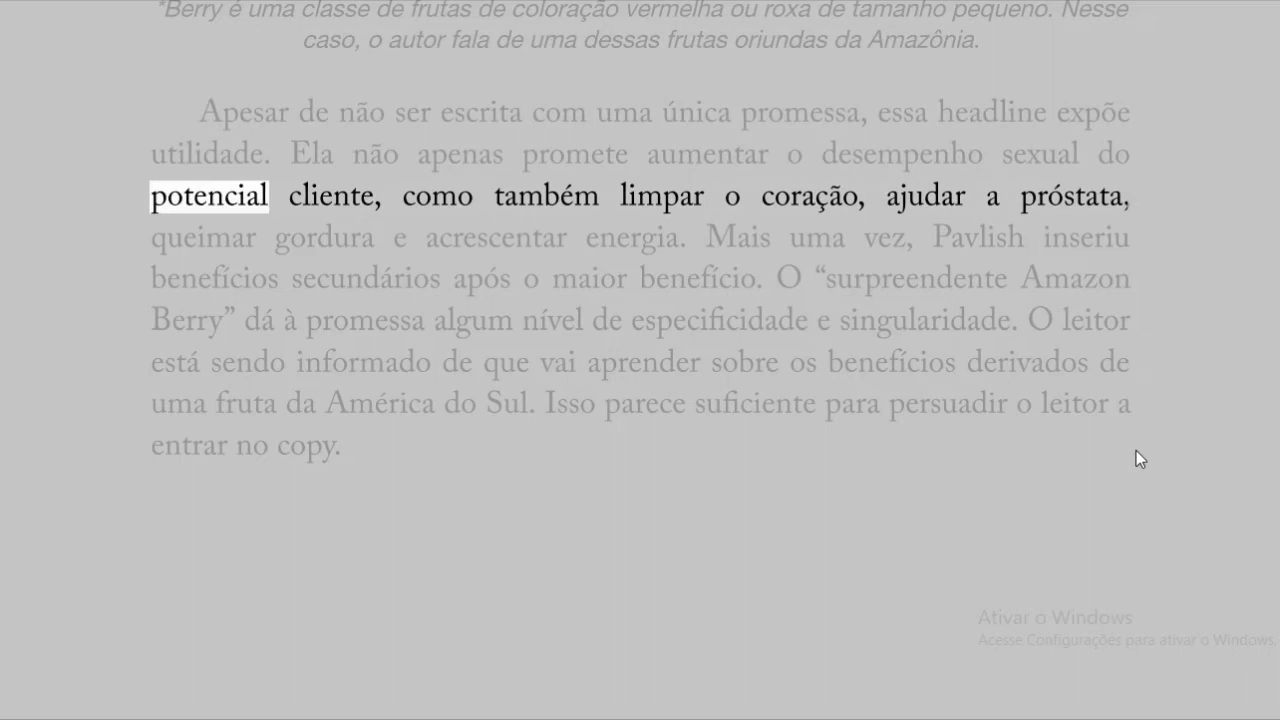 *Berry é uma classe de frutas de coloração vermelha ou roxa de tamanho pequeno. Nesse
caso, o autor fala de uma dessas frutas oriundas da Amazônia.
Apesar de não ser escrita com uma única promessa, essa headline expõe
utilidade. Ela não apenas promete aumentar o desempenho sexual do
potencial cliente, como também limpar o coração, ajudar a próstata,
queimar gordura e acrescentar energia. Mais uma vez, Pavlish inseriu
benefícios secundários após o maior benefício. O “surpreendente Amazon
Berry” dá à promessa algum nível de especificidade e singularidade. O leitor
está sendo informado de que vai aprender sobre os benefícios derivados de
uma fruta da América do Sul. Isso parece suficiente para persuadir o leitor a
entrar no copy.
Ativar o Windows
Acesse Configurações para ativar o Windows.